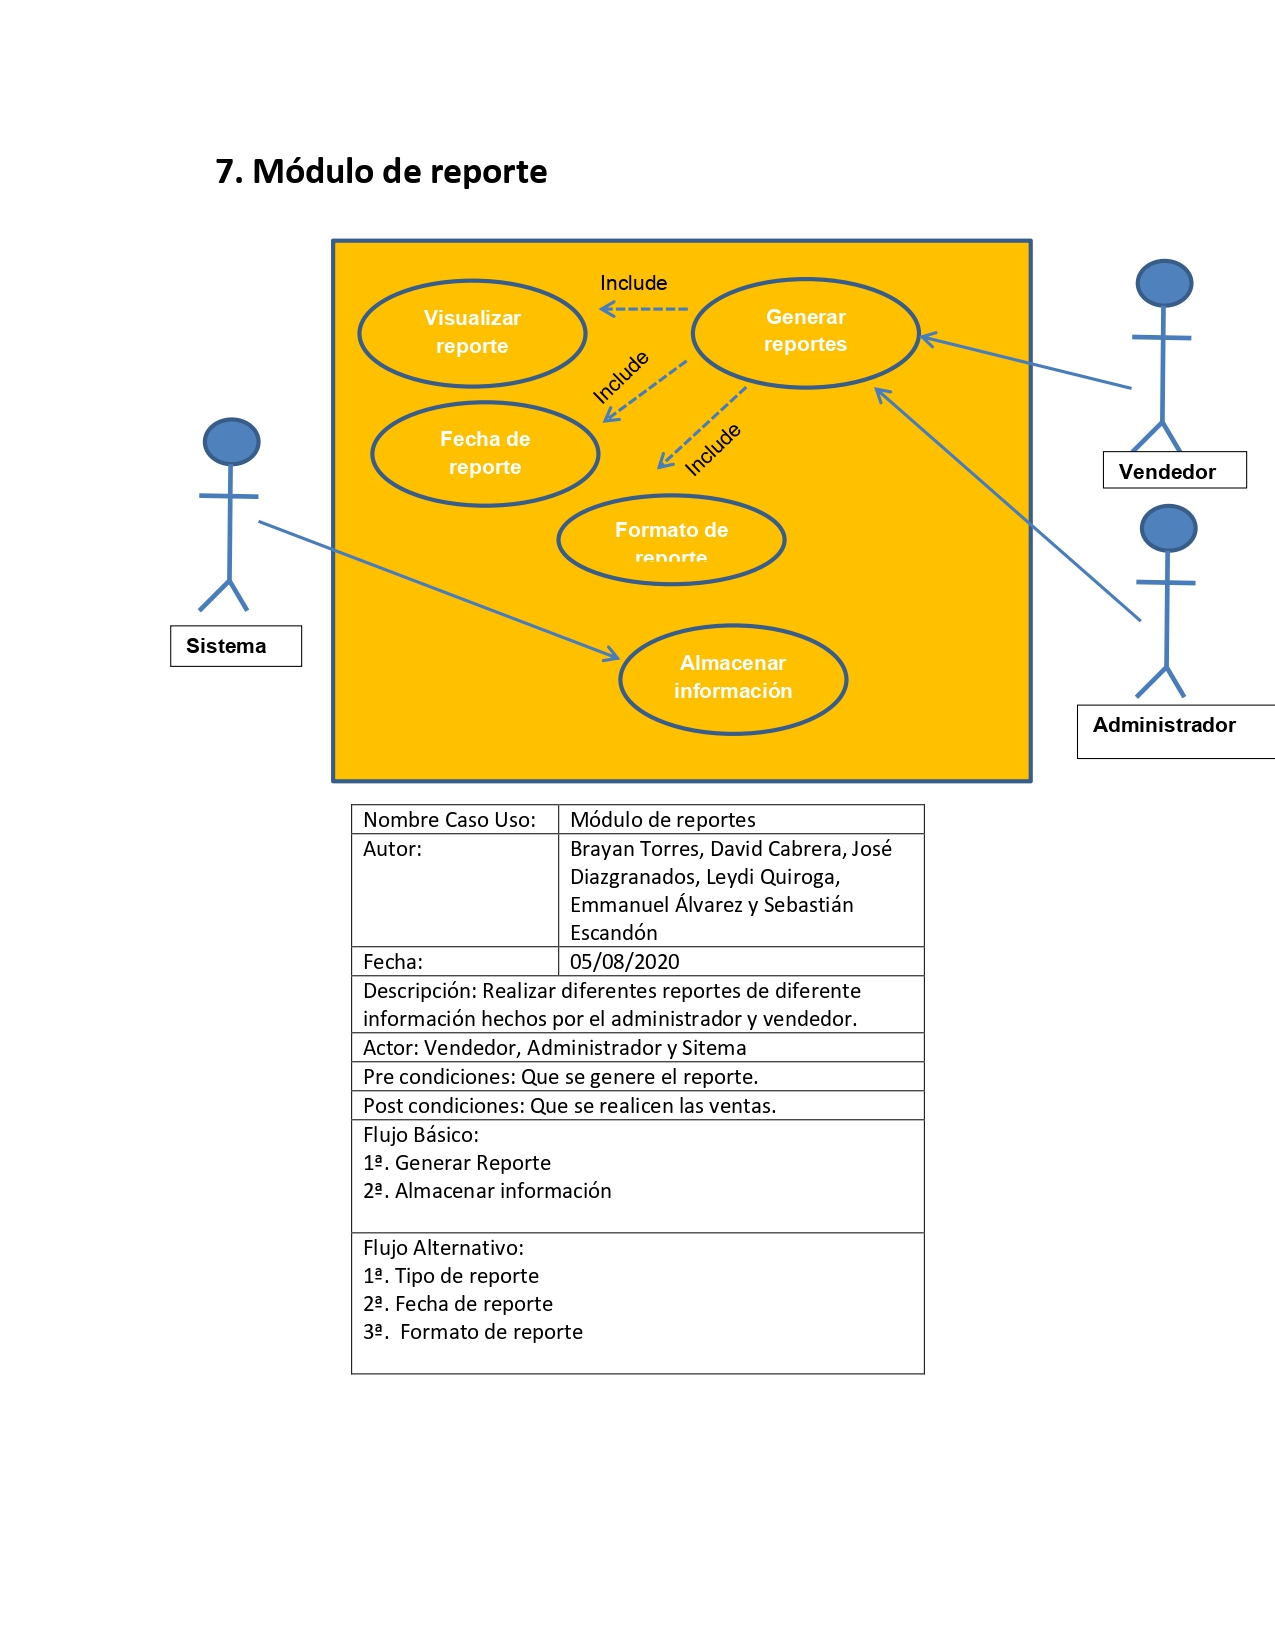 7. Módulo de reporte
Include
Visualizar
reporte
Generar
reportes
Include
Fecha de
reporte
Include
Vendedor
Formato de
reporte
Sistema
Almacenar
información
Administrador
Nombre Caso Uso: Módulo de reportes
Autor: Brayan Torres, David Cabrera, José
Diazgranados, Leydi Quiroga,
Emmanuel Álvarez y Sebastián
Escandón
Fecha: 05/08/2020
Descripción: Realizar diferentes reportes de diferente
información hechos por el administrador y vendedor.
Actor: Vendedor, Administrador y Sitema
Pre condiciones: Que se genere el reporte.
Post condiciones: Que se realicen las ventas.
Flujo Básico:
1ª. Generar Reporte
2ª. Almacenar información
Flujo Alternativo:
1ª. Tipo de reporte
2ª. Fecha de reporte
3ª. Formato de reporte